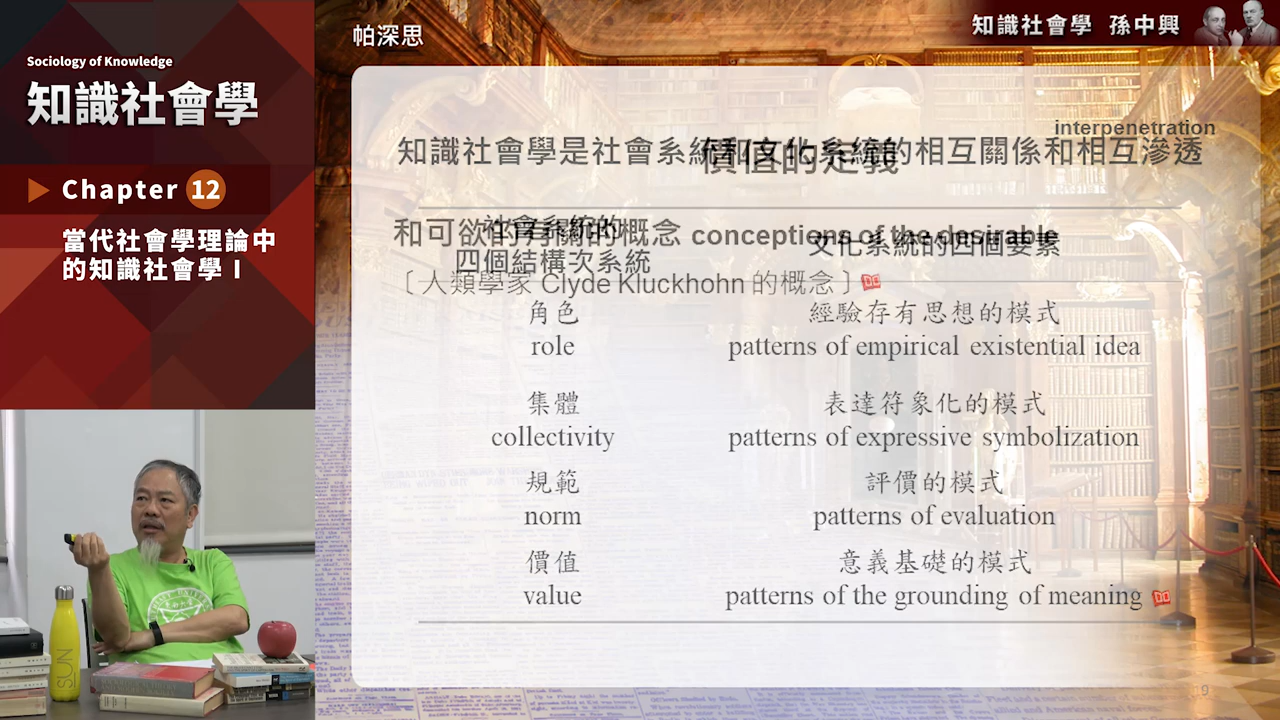 Sociology of Knowledge
知識社會學
Chapter 12
當代社會學理論中
的知識社會學 I
帕深思
知識社會學 孫中興
interpenetration
知識社會學是社會系統和文化系統的相互關係和相互滲透
價值的定義
社會系統的
四個結構次系統
文化系統的四個要素
和可欲的有關的概念 conceptions of the desirable
〔人類學家 Clyde Kluckhohn 的概念〕
角色
經驗存有思想的模式
role
patterns of empirical existential idea
集體
表達符象化的模式
collectivity
patterns of expressive symbolization
規範
評價的模式
norm
patterns of evaluation
價值
意義基礎的模式
value
patterns of the grounding of meaning
9
SUN